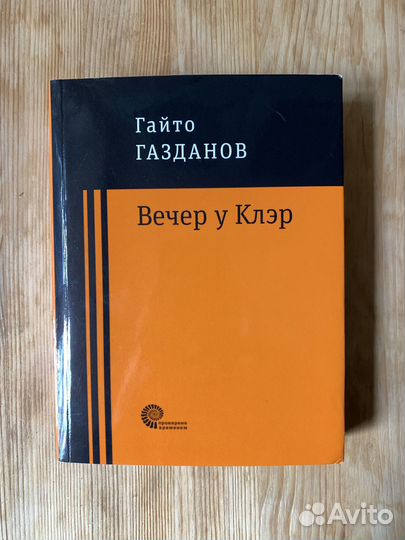 Гайто
ГАЗДАНОВ
Вечер у Клэр
проверено
временем
Avito